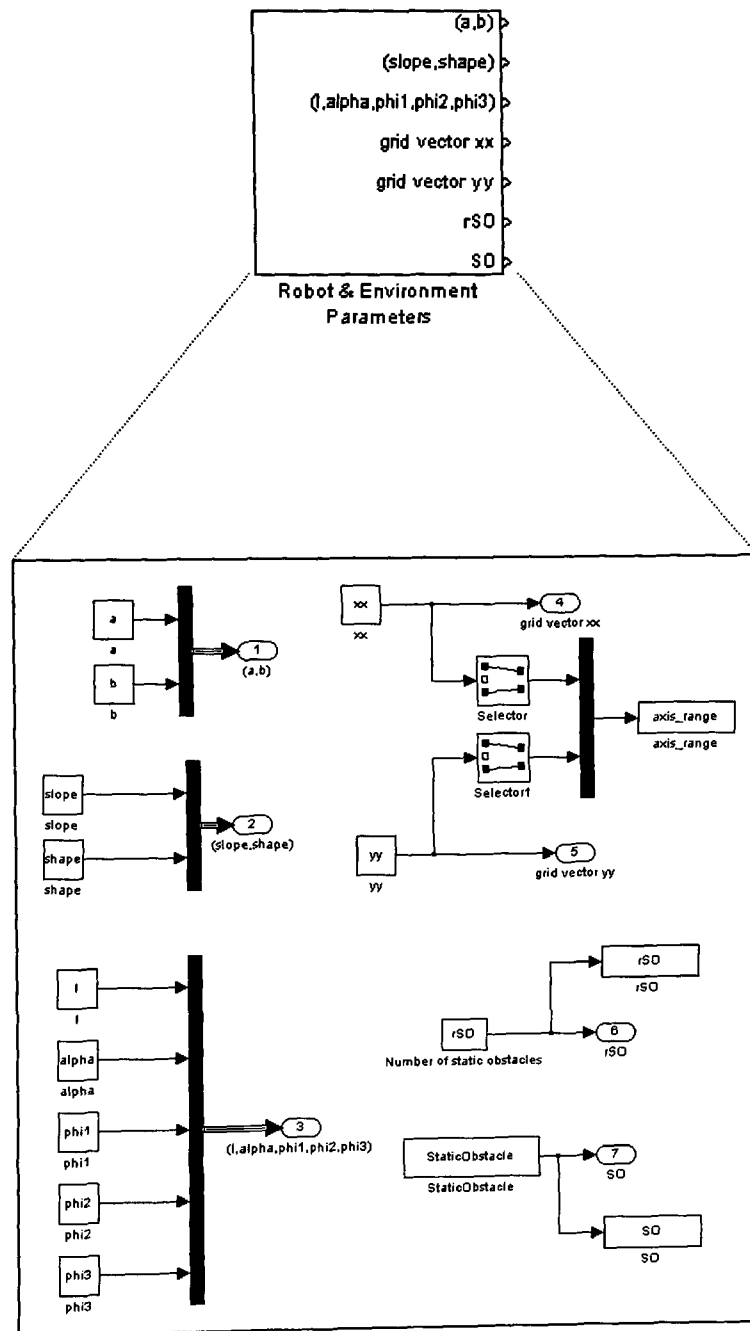 (a,b)
(slope,shape)
(l,alpha,phi1,phi2,phi3)
grid vector xx
grid vector yy
rSO
SO
Robot & Environment
Parameters
a
a
b
b
1
(a,b)
slope
slope
shape
shape
2
(slope,shape)
l
l
alpha
alpha
phi1
phi1
phi2
phi2
phi3
phi3
3
(l,alpha,phi1,phi2,phi3)
xx
xx
4
grid vector xx
Selector
Selector1
axis_range
axis_range
yy
yy
5
grid vector yy
rSO
Number of static obstacles
rSO
rSO
6
rSO
StaticObstacle
StaticObstacle
7
SO
SO
SO